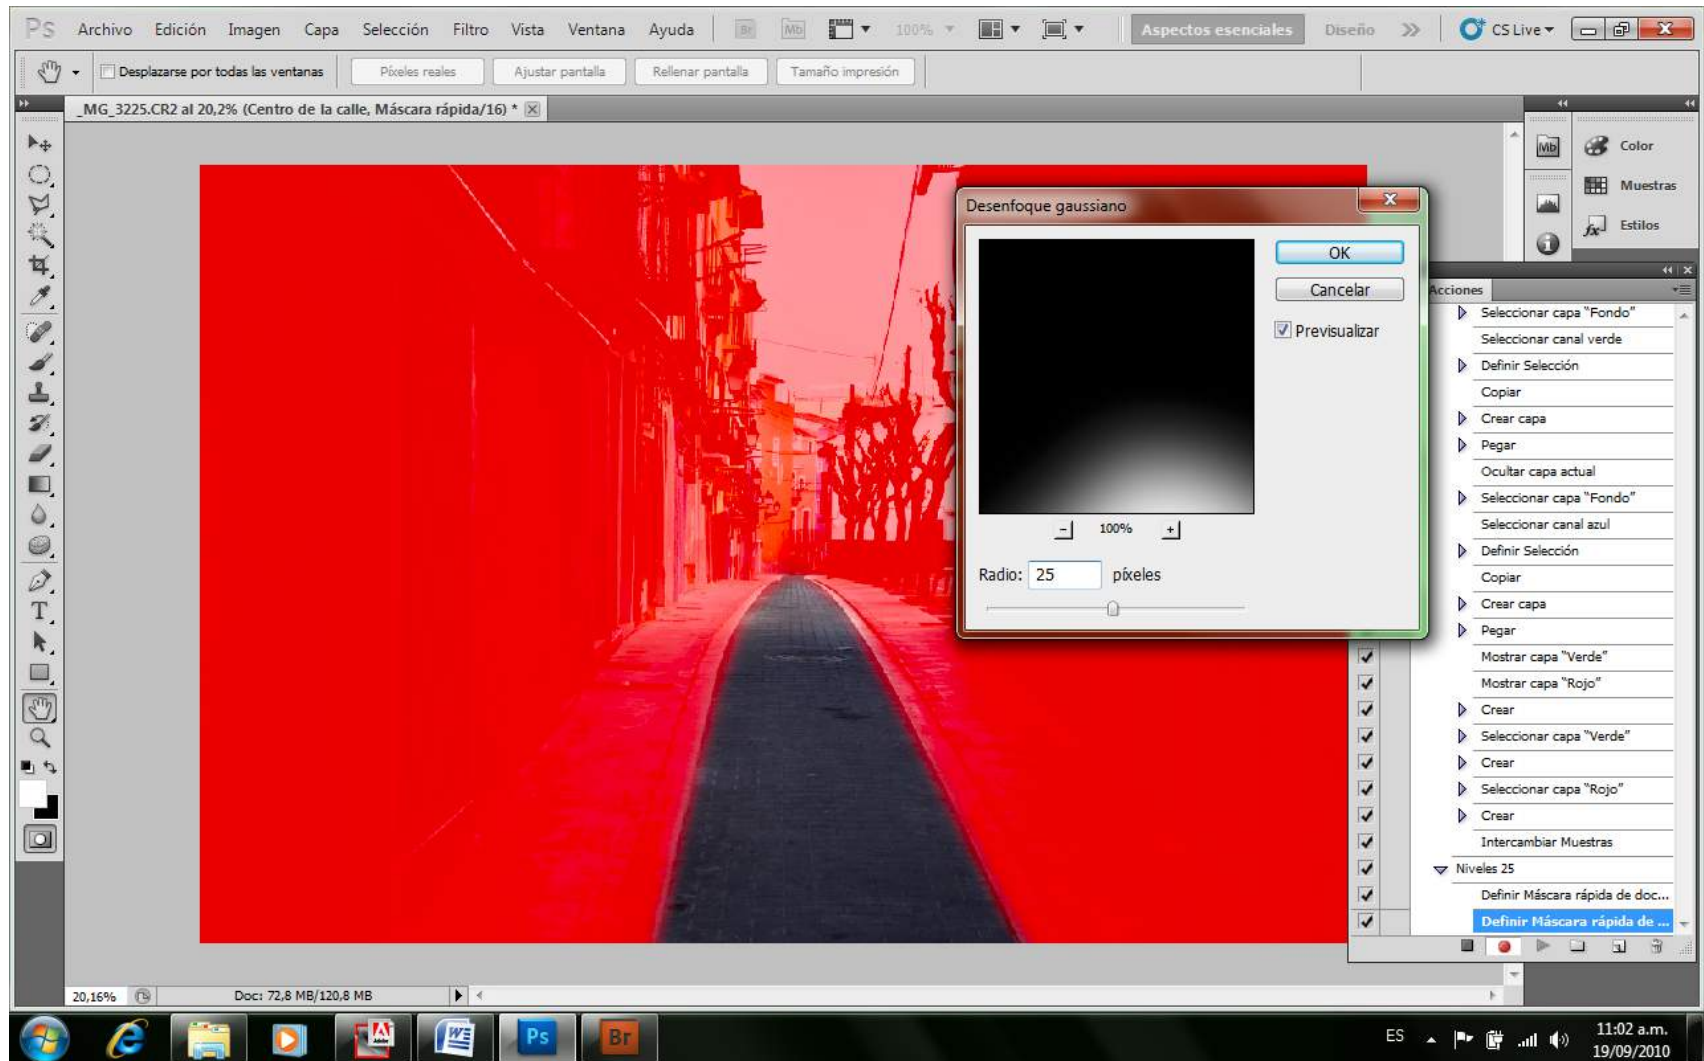 Ps Archivo Edición Imagen Capa Selección Filtro Vista Ventana Ayuda Br Mb 100% Aspectos esenciales Diseño CS Live
Desplazarse por todas las ventanas Píxeles reales Ajustar pantalla Rellenar pantalla Tamaño impresión
_MG_3225.CR2 al 20,2% (Centro de la calle, Máscara rápida/16) *
Mb Color
Muestras
Estilos
Desenfoque gaussiano
OK
Cancelar
Previsualizar
100%
Radio: 25 píxeles
Acciones
Seleccionar capa "Fondo"
Seleccionar canal verde
Definir Selección
Copiar
Crear capa
Pegar
Ocultar capa actual
Seleccionar capa "Fondo"
Seleccionar canal azul
Definir Selección
Copiar
Crear capa
Pegar
Mostrar capa "Verde"
Mostrar capa "Rojo"
Crear
Seleccionar capa "Verde"
Crear
Seleccionar capa "Rojo"
Crear
Intercambiar Muestras
Niveles 25
Definir Máscara rápida de doc...
Definir Máscara rápida de ...
20,16% Doc: 72,8 MB/120,8 MB
Adobe Ps Br ES 11:02 a.m.
19/09/2010